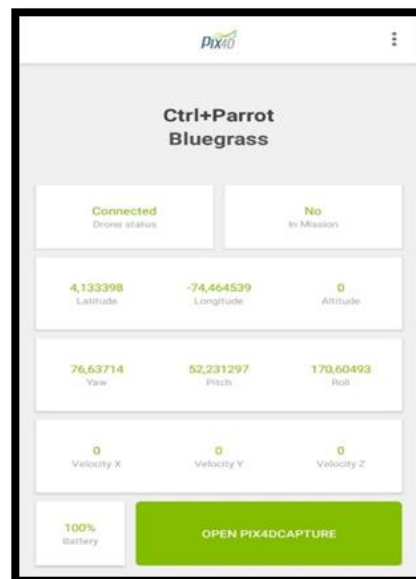 PIX4D
Ctrl+Parrot
Bluegrass
Connected No
Drone status In Mission
4,133398 -74,464539 0
Latitude Longitude Altitude
76,63714 52,231297 170,60493
Yaw Pitch Roll
0 0 0
Velocity X Velocity Y Velocity Z
100%
Battery
OPEN PIX4DCAPTURE